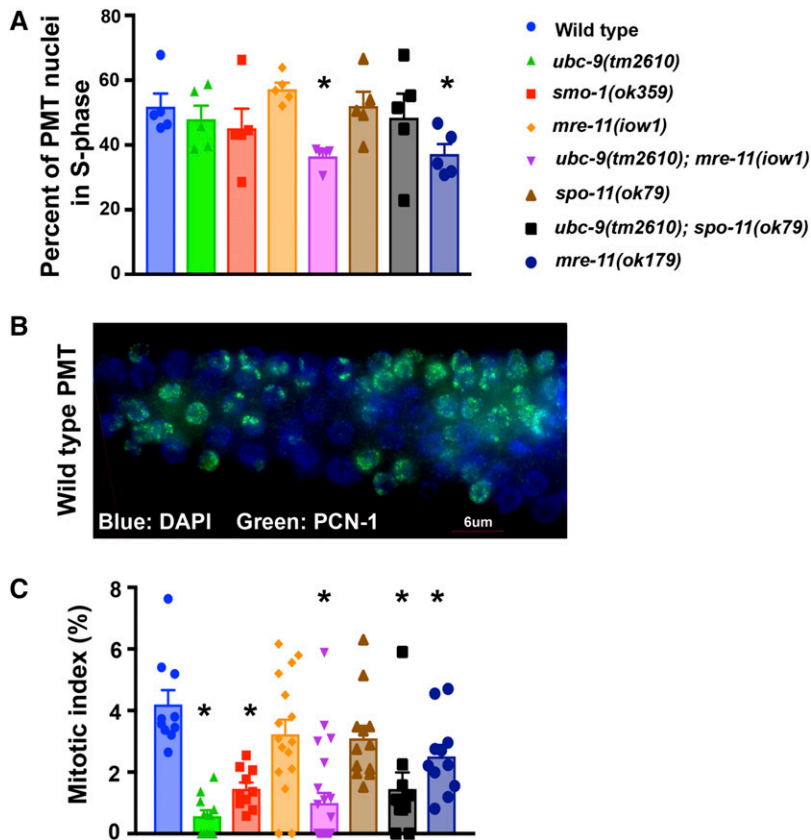 A
Percent of PMT nuclei
in S-phase
80
60
40
20
0
*
*
Wild type
ubc-9(tm2610)
smo-1(ok359)
mre-11(iow1)
ubc-9(tm2610); mre-11(iow1)
spo-11(ok79)
ubc-9(tm2610); spo-11(ok79)
mre-11(ok179)
B
Wild type PMT
Blue: DAPI Green: PCN-1
6um
C
Mitotic index (%)
8
6
4
2
0
*
*
*
*
*